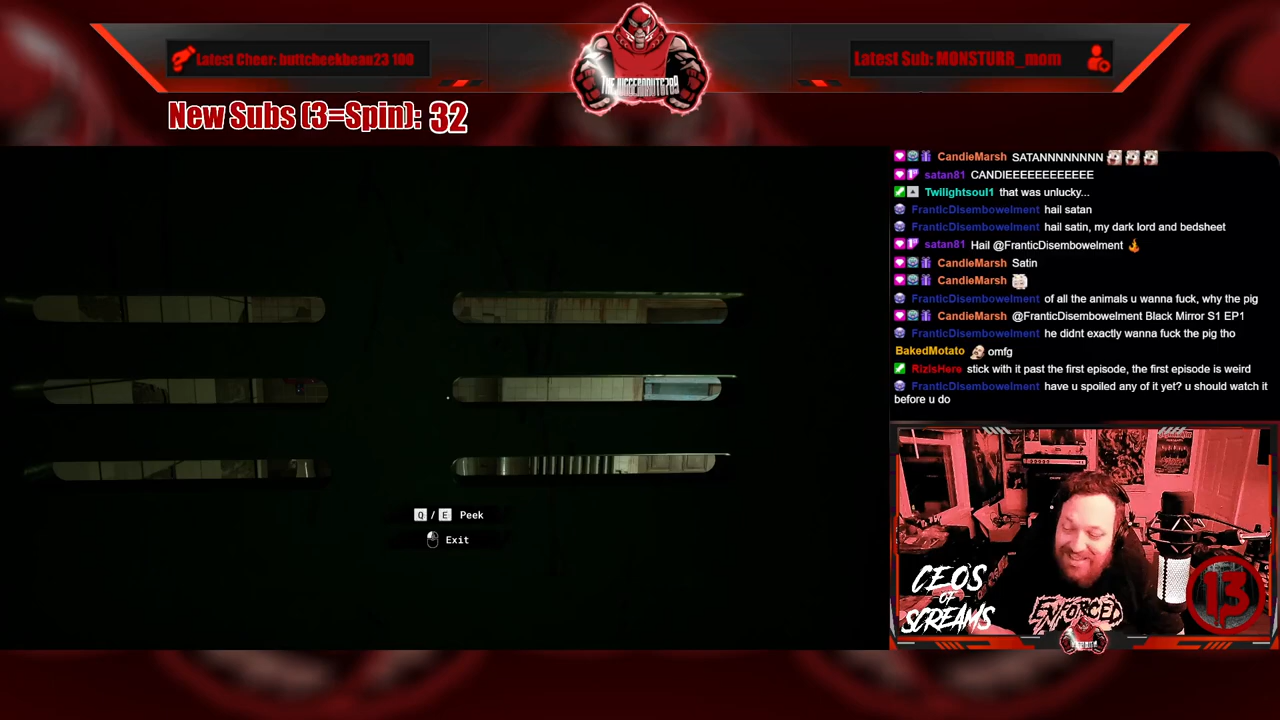 Latest Cheer: buttcheekbeau23 100
THEJUGGERNAUT6789
Latest Sub: MONSTURR_mom
New Subs (3=Spin): 32
CandieMarsh SATANNNNNNNN
satan81 CANDIEEEEEEEEEEEE
Twilightsoul1 that was unlucky...
FranticDisembowelment hail satan
FranticDisembowelment hail satin, my dark lord and bedsheet
satan81 Hail @FranticDisembowelment
CandieMarsh Satin
CandieMarsh
FranticDisembowelment of all the animals u wanna fuck, why the pig
CandieMarsh @FranticDisembowelment Black Mirror S1 EP1
FranticDisembowelment he didnt exactly wanna fuck the pig tho
BakedMotato omfg
RizIsHere stick with it past the first episode, the first episode is weird
FranticDisembowelment have u spoiled any of it yet? u should watch it
before u do
Q / E Peek
Exit
CEOS
OF
SCREAMS
ENFORCED
13